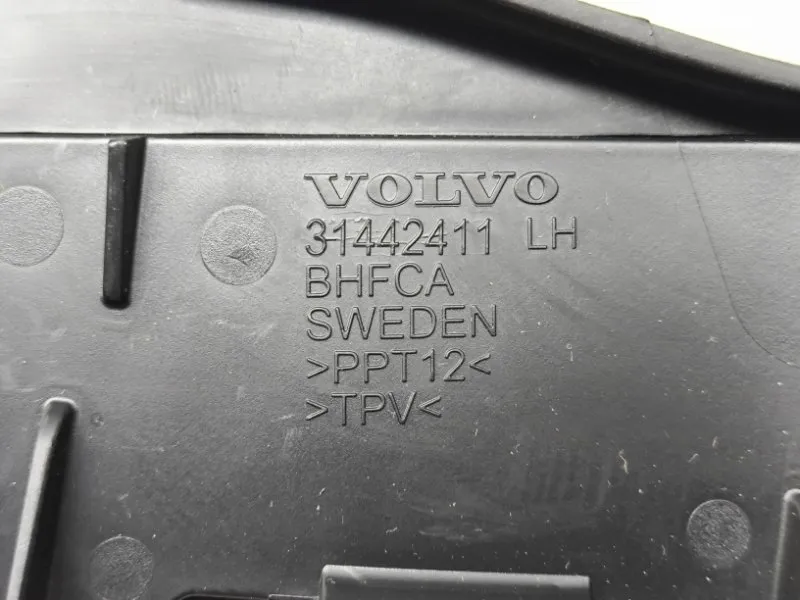 VOLVO
31442411 LH
BHFCA
SWEDEN
>PPT12<
>TPV<